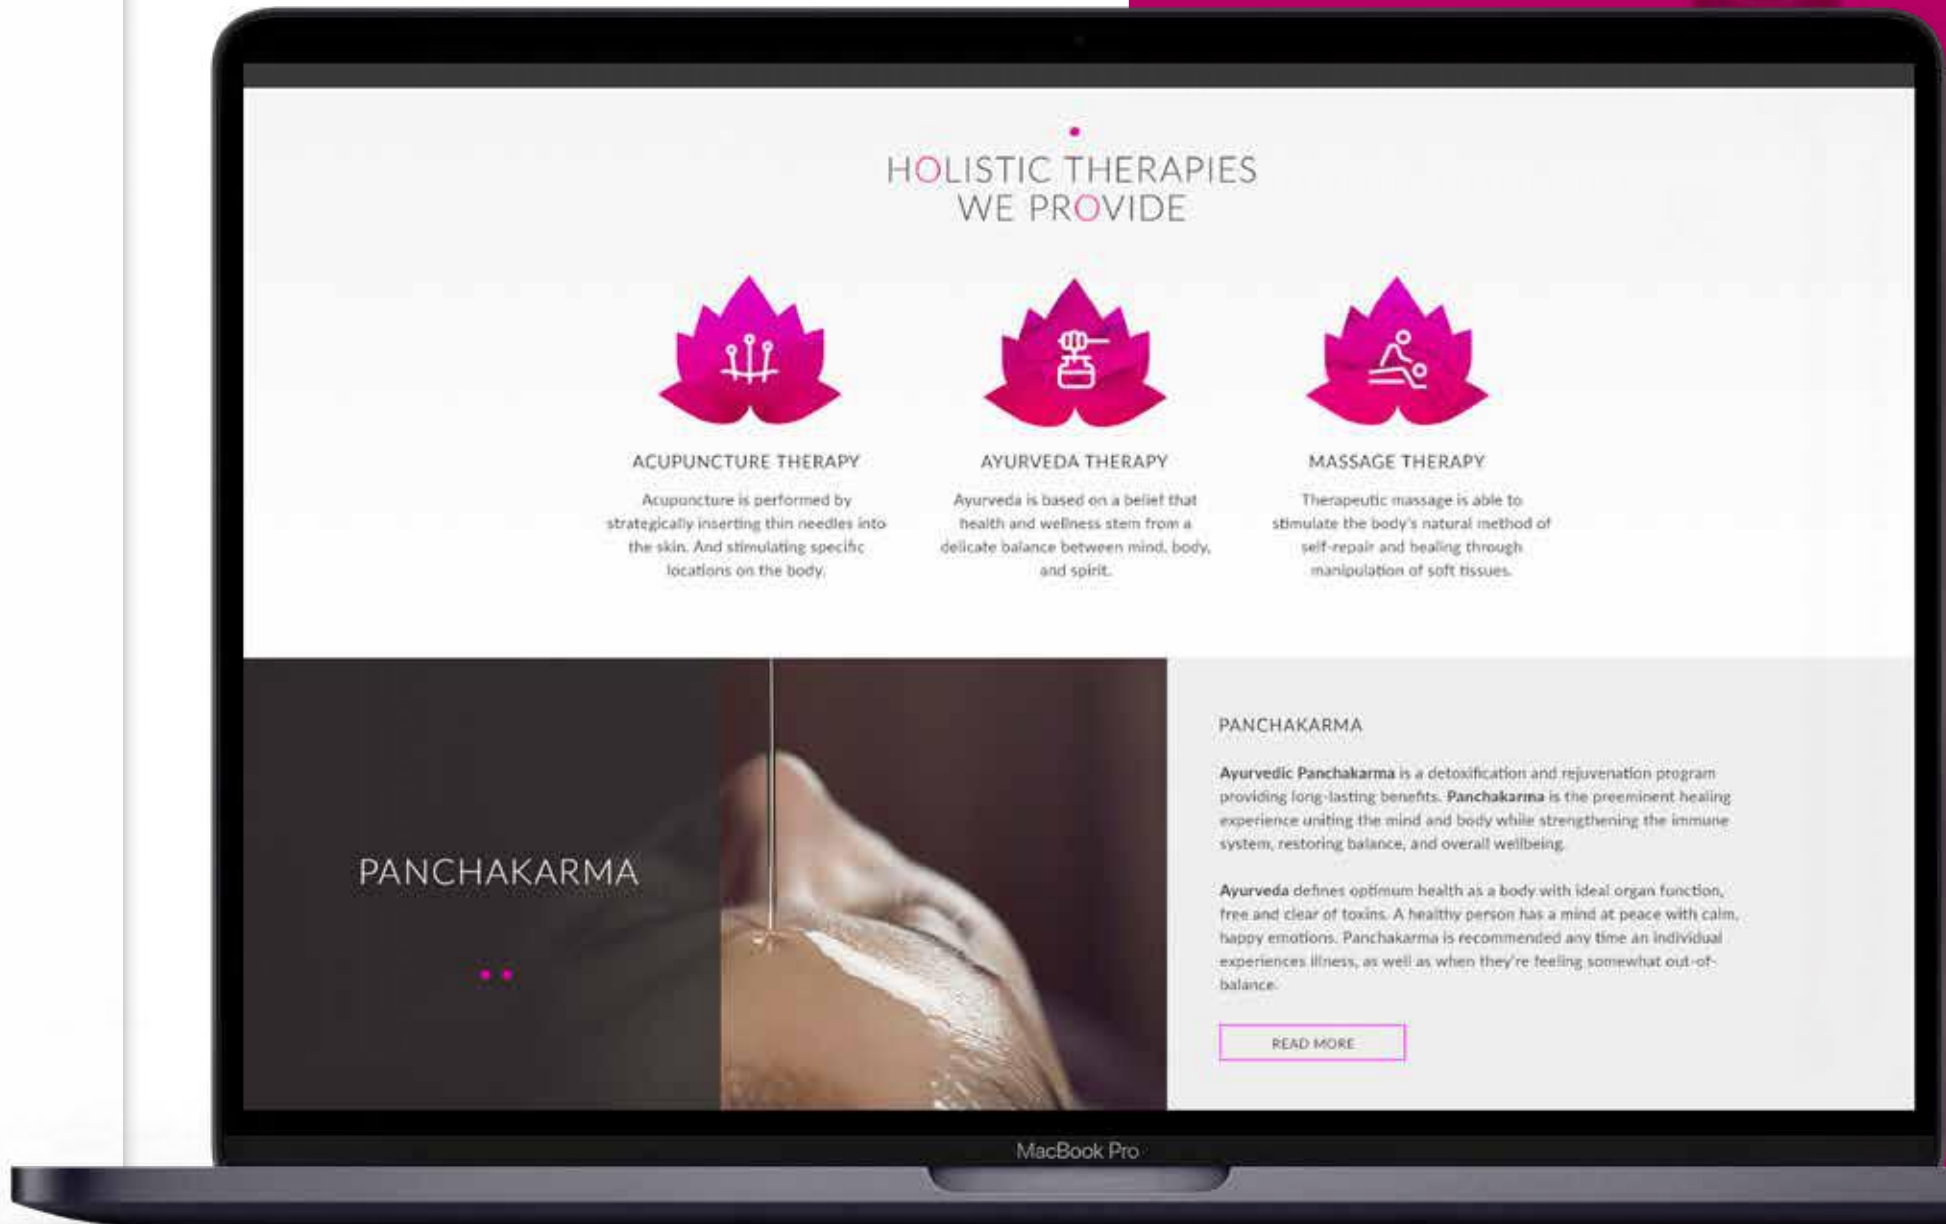 HOLISTIC THERAPIES
WE PROVIDE
ACUPUNCTURE THERAPY
Acupuncture is performed by
strategically inserting thin needles into
the skin. And stimulating specific
locations on the body.
AYURVEDA THERAPY
Ayurveda is based on a belief that
health and wellness stem from a
delicate balance between mind, body,
and spirit.
MASSAGE THERAPY
Therapeutic massage is able to
stimulate the body's natural method of
self-repair and healing through
manipulation of soft tissues.
PANCHAKARMA
PANCHAKARMA
Ayurvedic Panchakarma is a detoxification and rejuvenation program
providing long-lasting benefits. Panchakarma is the preeminent healing
experience uniting the mind and body while strengthening the immune
system, restoring balance, and overall wellbeing.
Ayurveda defines optimum health as a body with ideal organ function,
free and clear of toxins. A healthy person has a mind at peace with calm,
happy emotions. Panchakarma is recommended any time an individual
experiences illness, as well as when they're feeling somewhat out-of-
balance.
READ MORE
MacBook Pro